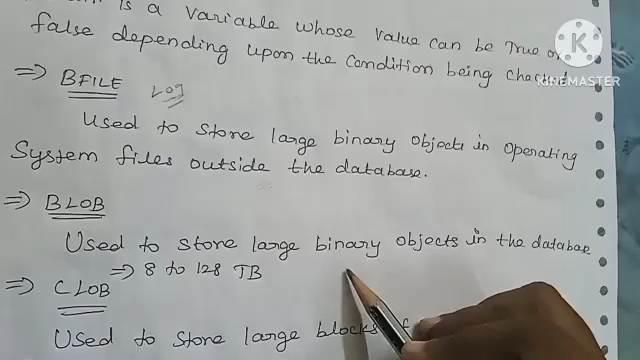 is a variable whose value can be True or
false depending upon the condition being
KINEMASTER
⇒ BFILE LOB
Used to store large binary objects in operating
System files outside the database.
⇒ BLOB
Used to store large binary objects in the databae
⇒ 8 to 128 TB
⇒ CLOB
Used to store large blocks